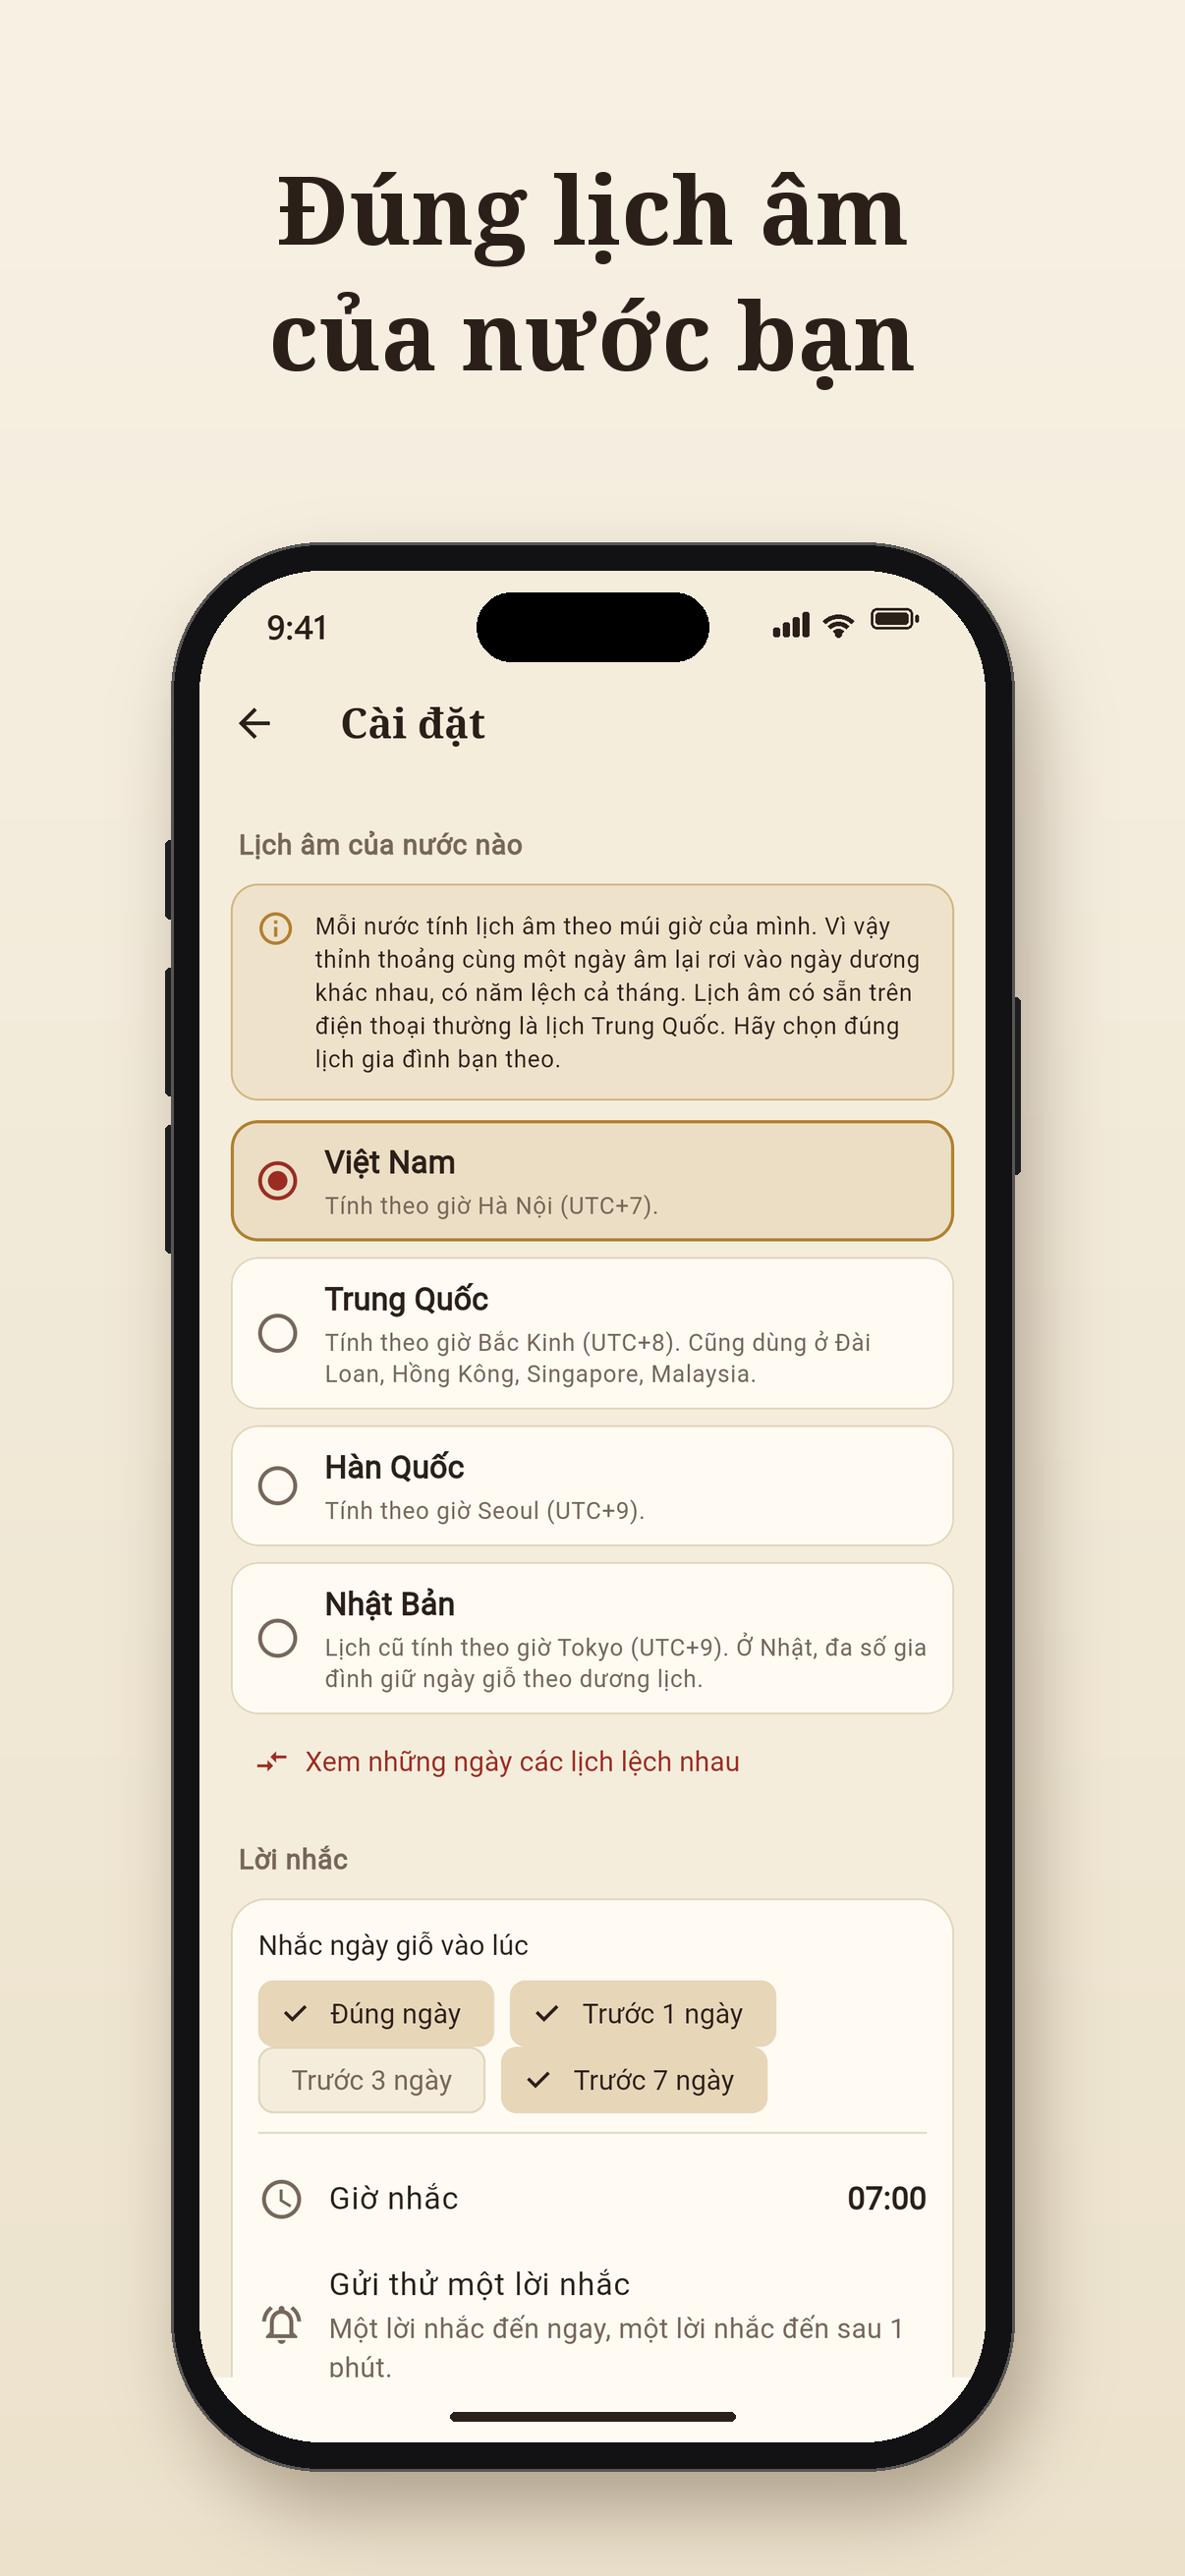 Đúng lịch âm
của nước bạn
9:41
Cài đặt
Lịch âm của nước nào
Mỗi nước tính lịch âm theo múi giờ của mình. Vì vậy
thỉnh thoảng cùng một ngày âm lại rơi vào ngày dương
khác nhau, có năm lệch cả tháng. Lịch âm có sẵn trên
điện thoại thường là lịch Trung Quốc. Hãy chọn đúng
lịch gia đình bạn theo.
Việt Nam
Tính theo giờ Hà Nội (UTC+7).
Trung Quốc
Tính theo giờ Bắc Kinh (UTC+8). Cũng dùng ở Đài
Loan, Hồng Kông, Singapore, Malaysia.
Hàn Quốc
Tính theo giờ Seoul (UTC+9).
Nhật Bản
Lịch cũ tính theo giờ Tokyo (UTC+9). Ở Nhật, đa số gia
đình giữ ngày giỗ theo dương lịch.
Xem những ngày các lịch lệch nhau
Lời nhắc
Nhắc ngày giỗ vào lúc
Đúng ngày
Trước 1 ngày
Trước 3 ngày
Trước 7 ngày
Giờ nhắc
07:00
Gửi thử một lời nhắc
Một lời nhắc đến ngay, một lời nhắc đến sau 1
phút.